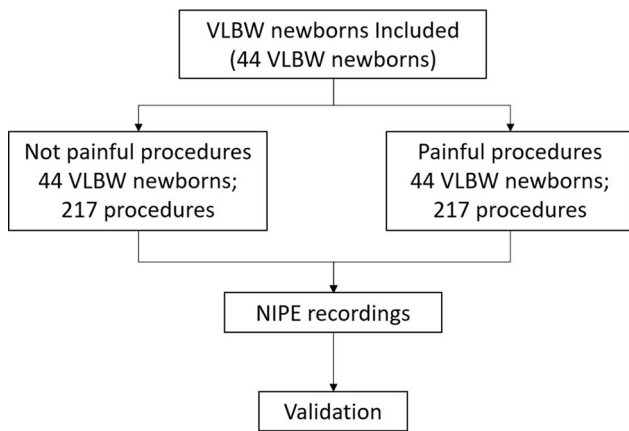 VLBW newborns Included
(44 VLBW newborns)
Not painful procedures
44 VLBW newborns;
217 procedures
Painful procedures
44 VLBW newborns;
217 procedures
NIPE recordings
Validation